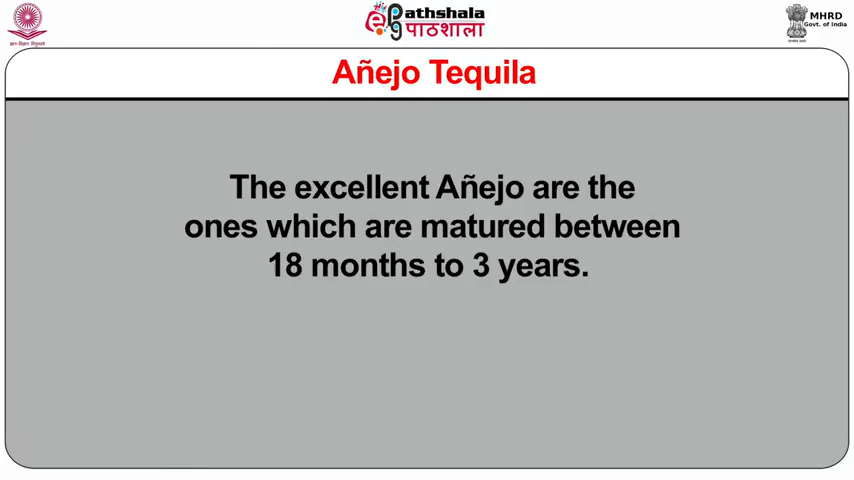 ePathshala
पाठशाला
MHRD
Govt. of India
Añejo Tequila
The excellent Añejo are the
ones which are matured between
18 months to 3 years.